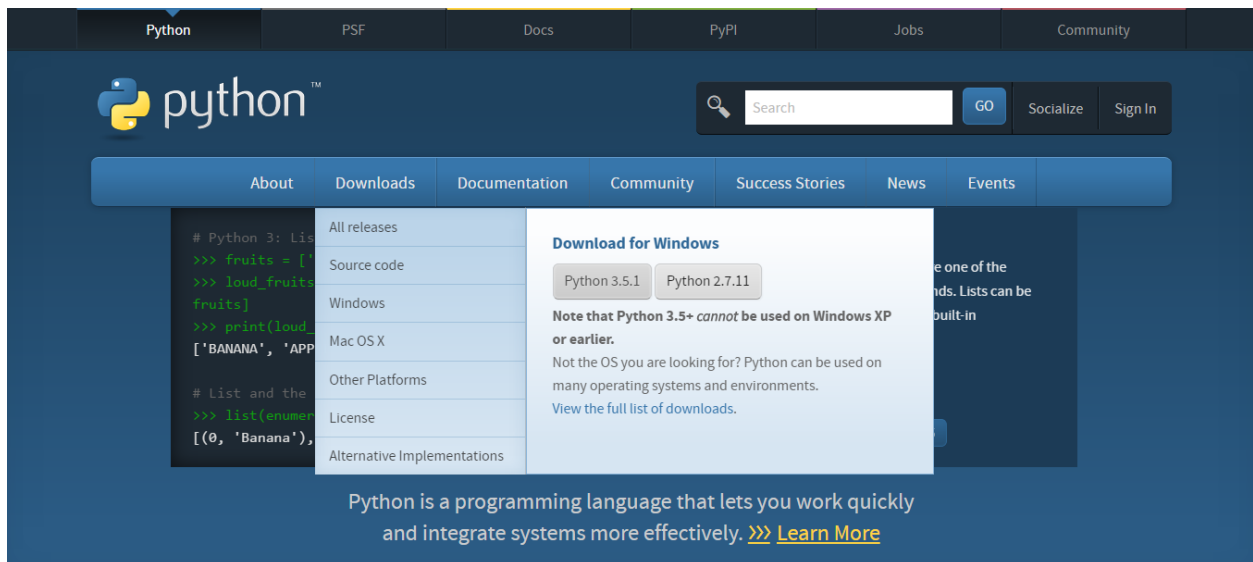 Python PSF Docs PyPI Jobs Community
python™
Search GO Socialize Sign In
About Downloads Documentation Community Success Stories News Events
# Python 3: Lis
>>> fruits = ['
>>> loud_fruits
fruits]
>>> print(loud_
['BANANA', 'APP
# List and the
>>> list(enumer
[(0, 'Banana'),
All releases
Source code
Windows
Mac OS X
Other Platforms
License
Alternative Implementations
Download for Windows
Python 3.5.1 Python 2.7.11
Note that Python 3.5+ cannot be used on Windows XP
or earlier.
Not the OS you are looking for? Python can be used on
many operating systems and environments.
View the full list of downloads.
e one of the
nds. Lists can be
built-in
Python is a programming language that lets you work quickly
and integrate systems more effectively. >>> Learn More